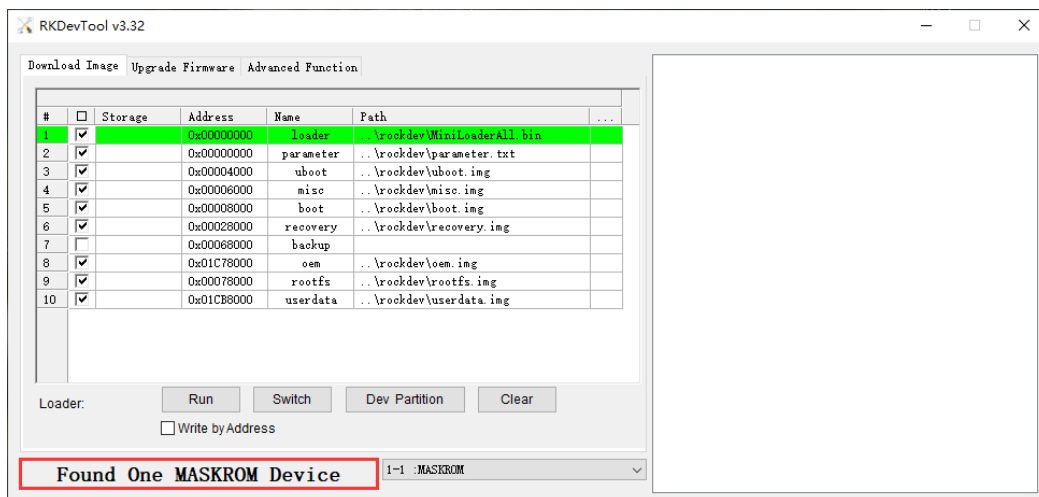 RKDevTool v3.32
Download Image Upgrade Firmware Advanced Function
# Storage Address Name Path ...
1 0x00000000 loader ..\rockdev\MiniLoaderAll.bin
2 0x00000000 parameter ..\rockdev\parameter.txt
3 0x00004000 uboot ..\rockdev\uboot.img
4 0x00006000 misc ..\rockdev\misc.img
5 0x00008000 boot ..\rockdev\boot.img
6 0x00028000 recovery ..\rockdev\recovery.img
7 0x00068000 backup
8 0x01C78000 oem ..\rockdev\oem.img
9 0x00078000 rootfs ..\rockdev\rootfs.img
10 0x01CB8000 userdata ..\rockdev\userdata.img
Loader: Run Switch Dev Partition Clear
Write by Address
Found One MASKROM Device 1-1 :MASKROM